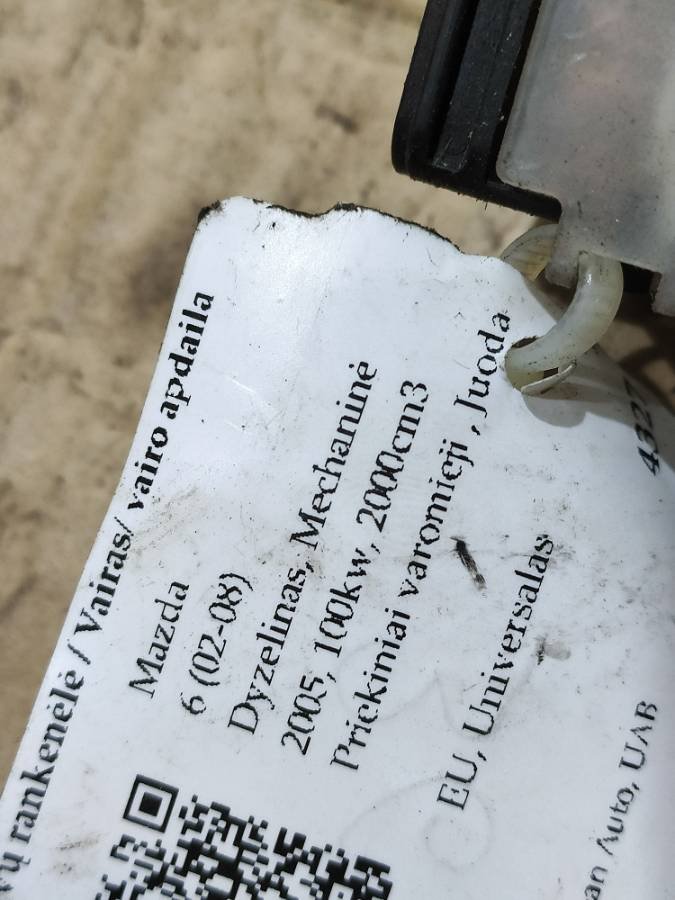 rankenėlė / Vairas/ vairo apdaila
Mazda
6 (02-08)
Dyzelinas, Mechaninė
2005, 100kw, 2000cm3
Priekiniai varomieji , Juoda
EU, Universalas
Auto, UAB